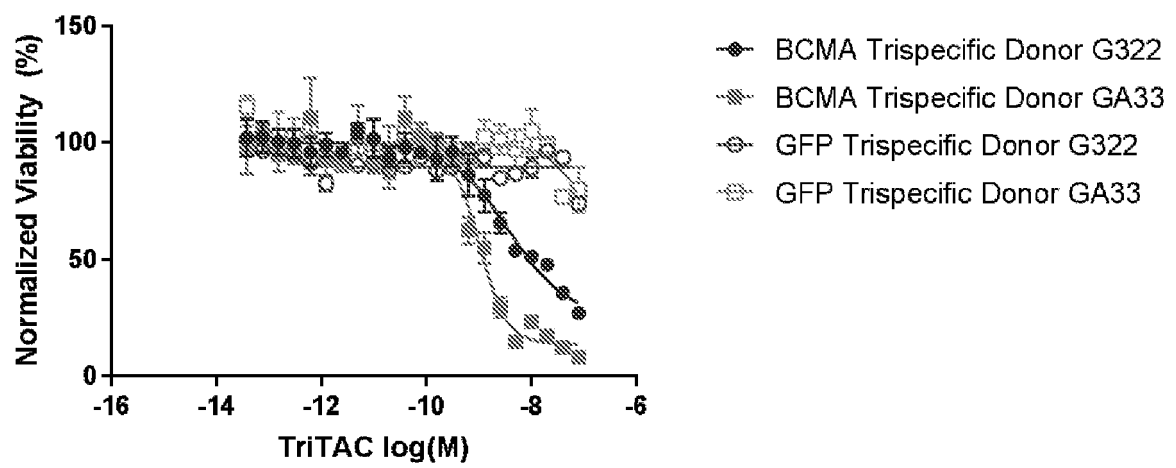 150
100
50
0
Normalized Viability (%)
-16
-14
-12
-10
-8
-6
TriTAC log(M)
BCMA Trispecific Donor G322
BCMA Trispecific Donor GA33
GFP Trispecific Donor G322
GFP Trispecific Donor GA33